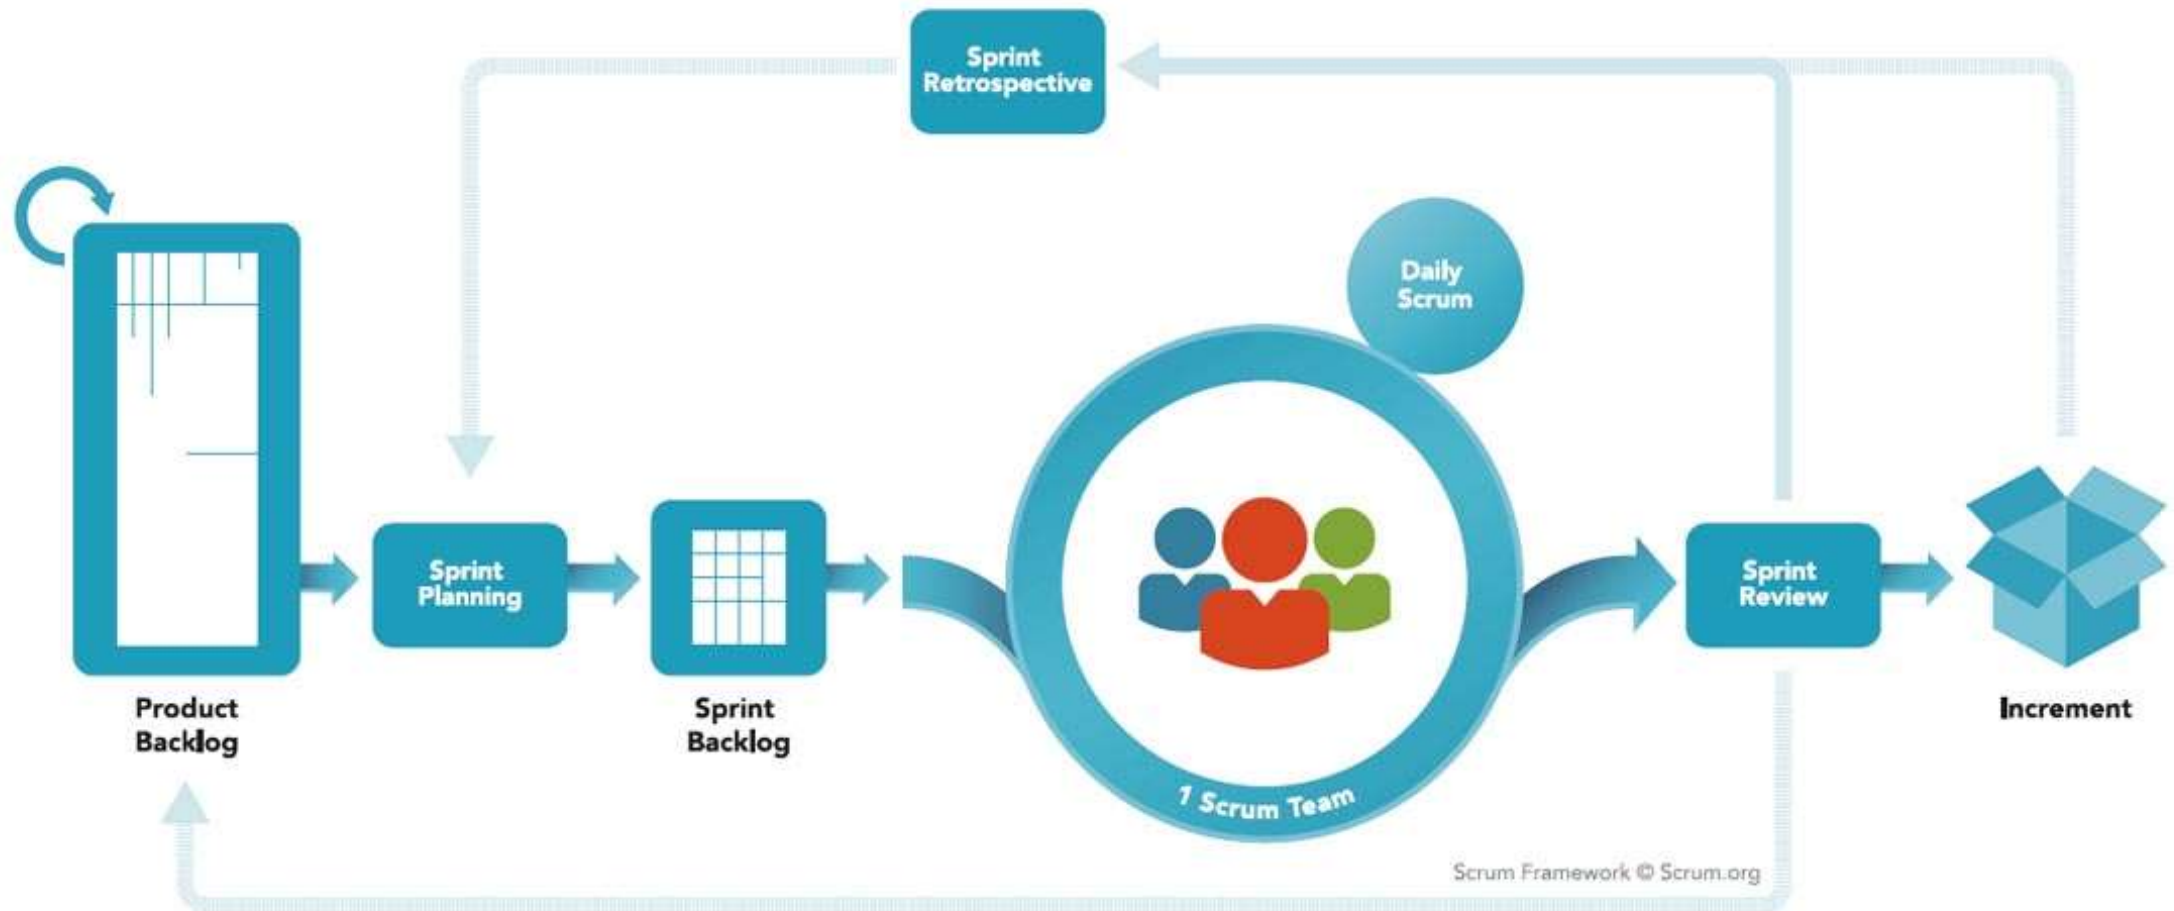 Sprint
Retrospective
Daily
Scrum
Sprint
Planning
Sprint
Review
Product
Backlog
Sprint
Backlog
1 Scrum Team
Increment
Scrum Framework © Scrum.org